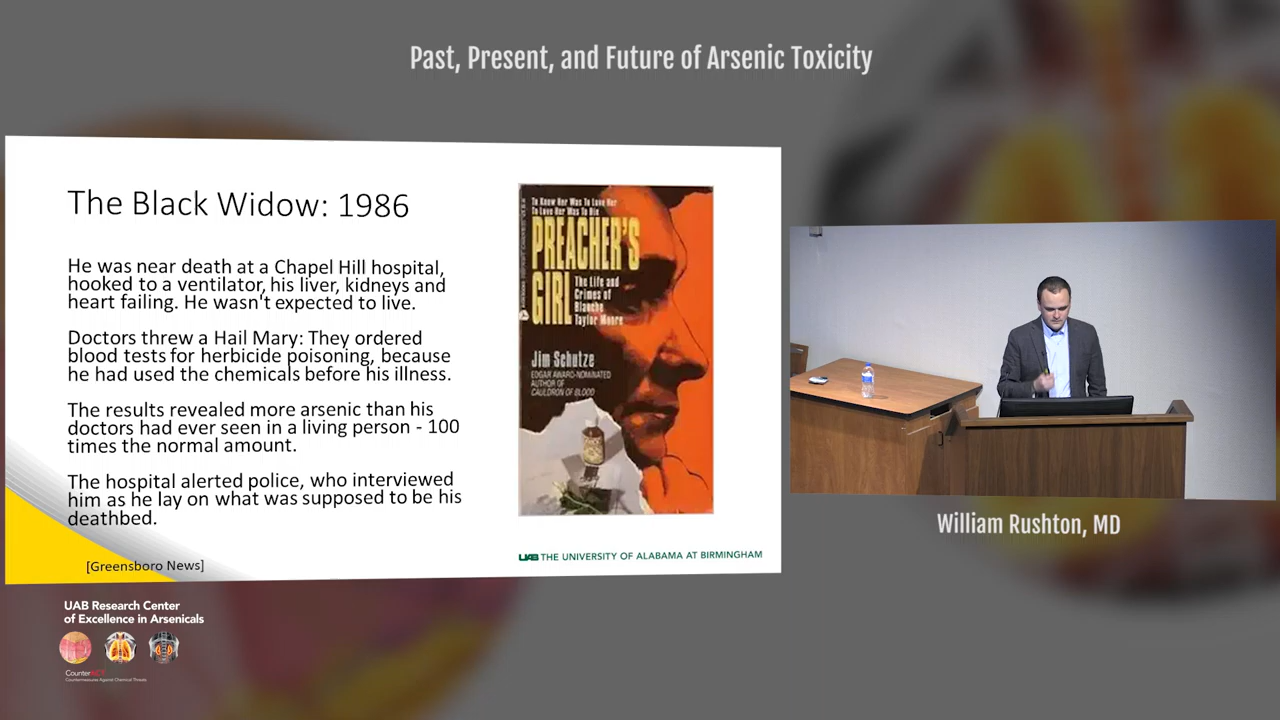 Past, Present, and Future of Arsenic Toxicity
The Black Widow: 1986
He was near death at a Chapel Hill hospital,
hooked to a ventilator, his liver, kidneys and
heart failing. He wasn't expected to live.
Doctors threw a Hail Mary: They ordered
blood tests for herbicide poisoning, because
he had used the chemicals before his illness.
The results revealed more arsenic than his
doctors had ever seen in a living person - 100
times the normal amount.
The hospital alerted police, who interviewed
him as he lay on what was supposed to be his
deathbed.
[Greensboro News]
To Know Her Was To Love Her
To Love Her Was To Die
PREACHER'S
GIRL
The Life and
Crimes of
Blanche
Taylor Moore
Jim Schutze
EDGAR AWARD-NOMINATED
AUTHOR OF
CAULDRON OF BLOOD
UAB THE UNIVERSITY OF ALABAMA AT BIRMINGHAM
William Rushton, MD
UAB Research Center
of Excellence in Arsenicals
CounterACT
Countermeasures Against Chemical Threats